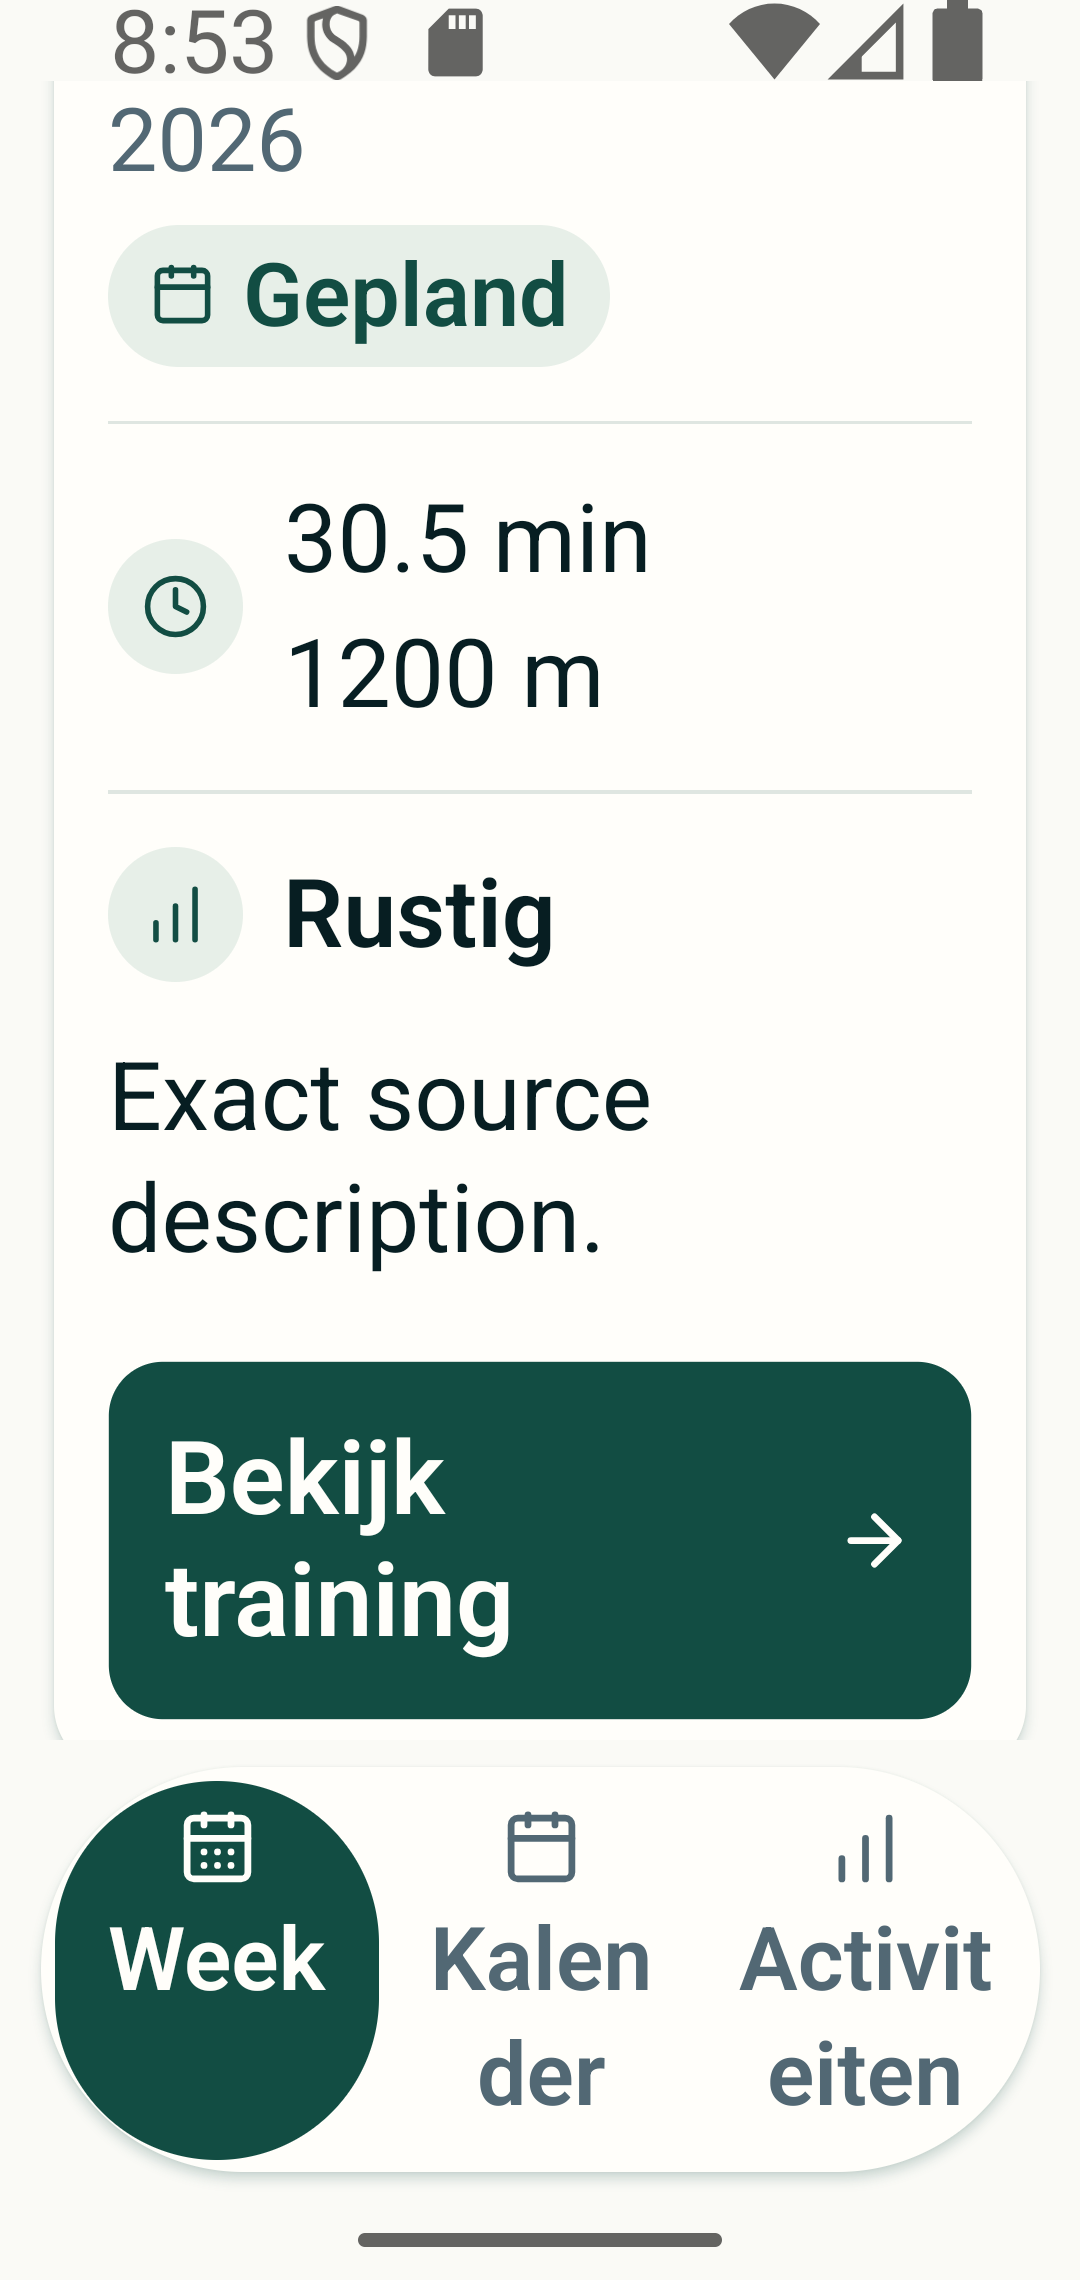 8:53
2026
Gepland
30.5 min
1200 m
Rustig
Exact source
description.
Bekijk
training
Week
Kalen
der
Activit
eiten